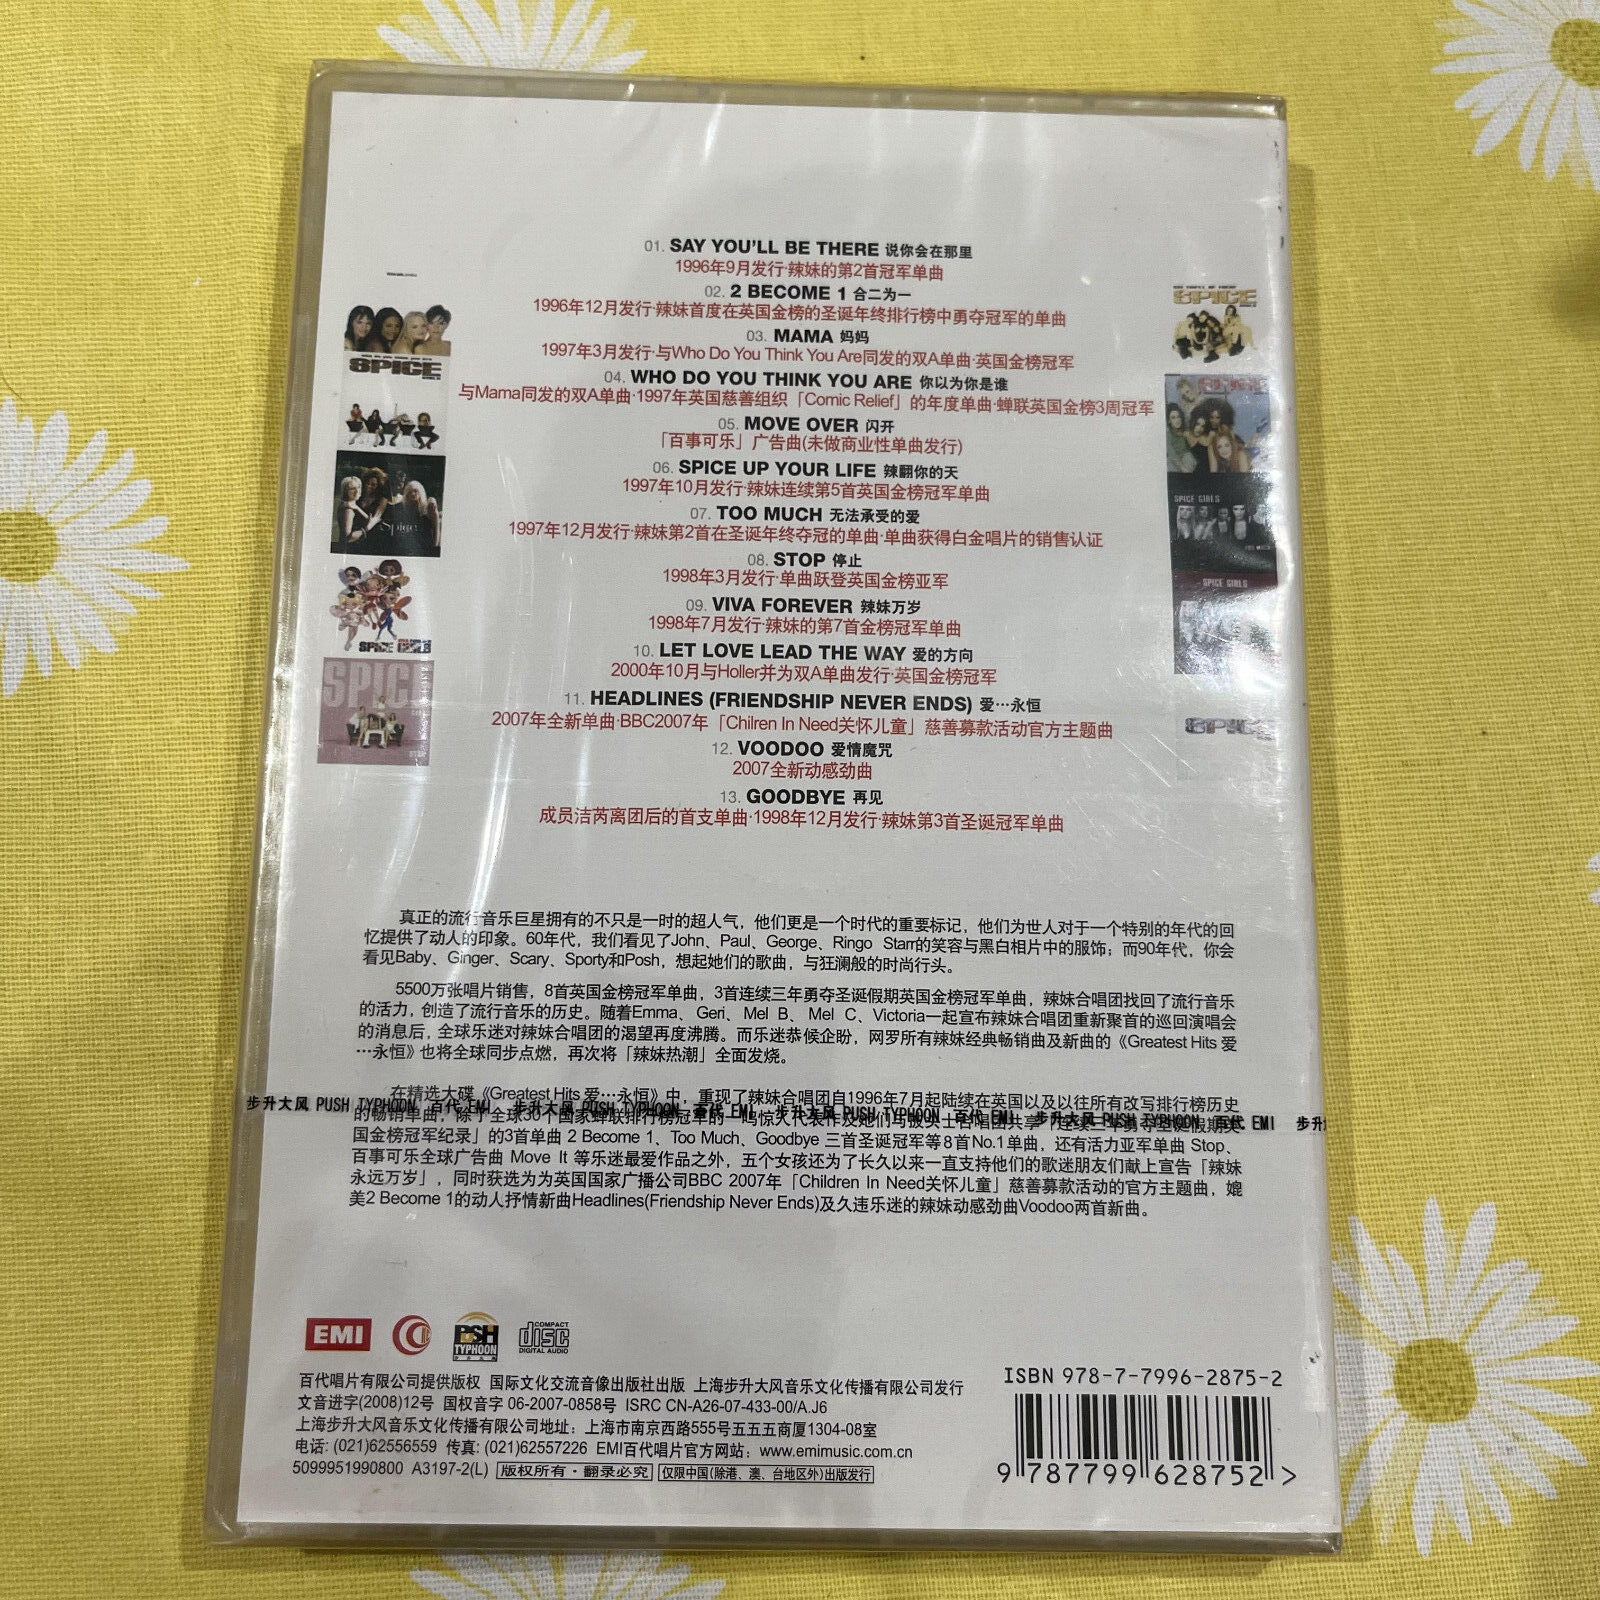 01. SAY YOU'LL BE THERE 说你会在那里
1996年9月发行·辣妹的第2首冠军单曲
02. 2 BECOME 1 合二为一
1996年12月发行·辣妹首度在英国金榜的圣诞年终排行榜中勇夺冠军的单曲
03. MAMA 妈妈
1997年3月发行·与Who Do You Think You Are同发的双A单曲·英国金榜冠军
04. WHO DO YOU THINK YOU ARE 你以为你是谁
与Mama同发的双A单曲·1997年英国慈善组织「Comic Relief」的年度单曲·蝉联英国金榜3周冠军
05. MOVE OVER 闪开
「百事可乐」广告曲(未做商业性单曲发行)
06. SPICE UP YOUR LIFE 辣翻你的天
1997年10月发行·辣妹连续第5首英国金榜冠军单曲
07. TOO MUCH 无法承受的爱
1997年12月发行·辣妹第2首在圣诞年终夺冠的单曲·单曲获得白金唱片的销售认证
08. STOP 停止
1998年3月发行·单曲跃登英国金榜亚军
09. VIVA FOREVER 辣妹万岁
1998年7月发行·辣妹的第7首金榜冠军单曲
10. LET LOVE LEAD THE WAY 爱的方向
2000年10月与Holler并为双A单曲发行·英国金榜冠军
11. HEADLINES (FRIENDSHIP NEVER ENDS) 爱…永恒
2007年全新单曲·BBC2007年「Chilren In Need关怀儿童」慈善募款活动官方主题曲
12. VOODOO 爱情魔咒
2007全新动感劲曲
13. GOODBYE 再见
成员洁芮离团后的首支单曲·1998年12月发行·辣妹第3首圣诞冠军单曲
SPICE
Spice
SPICE GIRLS
SPICE
SPICE
SPICE GIRLS
SPICE GIRLS
SPICE
真正的流行音乐巨星拥有的不只是一时的超人气，他们更是一个时代的重要标记，他们为世人对于一个特别的年代的回
忆提供了动人的印象。60年代，我们看见了John、Paul、George、Ringo Starr的笑容与黑白相片中的服饰；而90年代，你会
看见Baby、Ginger、Scary、Sporty和Posh，想起她们的歌曲，与狂澜般的时尚行头。
5500万张唱片销售，8首英国金榜冠军单曲，3首连续三年勇夺圣诞假期英国金榜冠军单曲，辣妹合唱团找回了流行音乐
的活力，创造了流行音乐的历史。随着Emma、Geri、Mel B、Mel C、Victoria一起宣布辣妹合唱团重新聚首的巡回演唱会
的消息后，全球乐迷对辣妹合唱团的渴望再度沸腾。而乐迷恭候企盼，网罗所有辣妹经典畅销曲及新曲的《Greatest Hits 爱
…永恒》也将全球同步点燃，再次将「辣妹热潮」全面发烧。
在精选大碟《Greatest Hits 爱…永恒》中，重现了辣妹合唱团自1996年7月起陆续在英国以及以往所有改写排行榜历史
步升大风 PUSH TYPHOON 百代 EMI 步升大风 PUSH TYPHOON 百代 EMI 步升大风 PUSH TYPHOON 百代 EMI 步升大风 PUSH TYPHOON 百代 EMI 步升
的畅销单曲，除了全球30个国家蝉联排行榜冠军的
国金榜冠军纪录」的3首单曲 2 Become 1、Too Much、Goodbye 三首圣诞冠军等8首No.1单曲，还有活力亚军单曲 Stop、
百事可乐全球广告曲 Move It 等乐迷最爱作品之外，五个女孩还为了长久以来一直支持他们的歌迷朋友们献上宣告「辣妹
永远万岁」，同时获选为为英国国家广播公司BBC 2007年「Children In Need关怀儿童」慈善募款活动的官方主题曲，媲
美2 Become 1的动人抒情新曲Headlines(Friendship Never Ends)及久违乐迷的辣妹动感劲曲Voodoo两首新曲。
EMI
PUSH TYPHOON
COMPACT disc DIGITAL AUDIO
百代唱片有限公司提供版权 国际文化交流音像出版社出版 上海步升大风音乐文化传播有限公司发行
文音进字(2008)12号 国权音字 06-2007-0858号 ISRC CN-A26-07-433-00/A.J6
上海步升大风音乐文化传播有限公司地址：上海市南京西路555号五五五商厦1304-08室
电话: (021)62556559 传真: (021)62557226 EMI百代唱片官方网站：www.emimusic.com.cn
5099951990800 A3197-2(L) 版权所有·翻录必究 仅限中国(除港、澳、台地区外)出版发行
ISBN 978-7-7996-2875-2
9 787799 628752 >